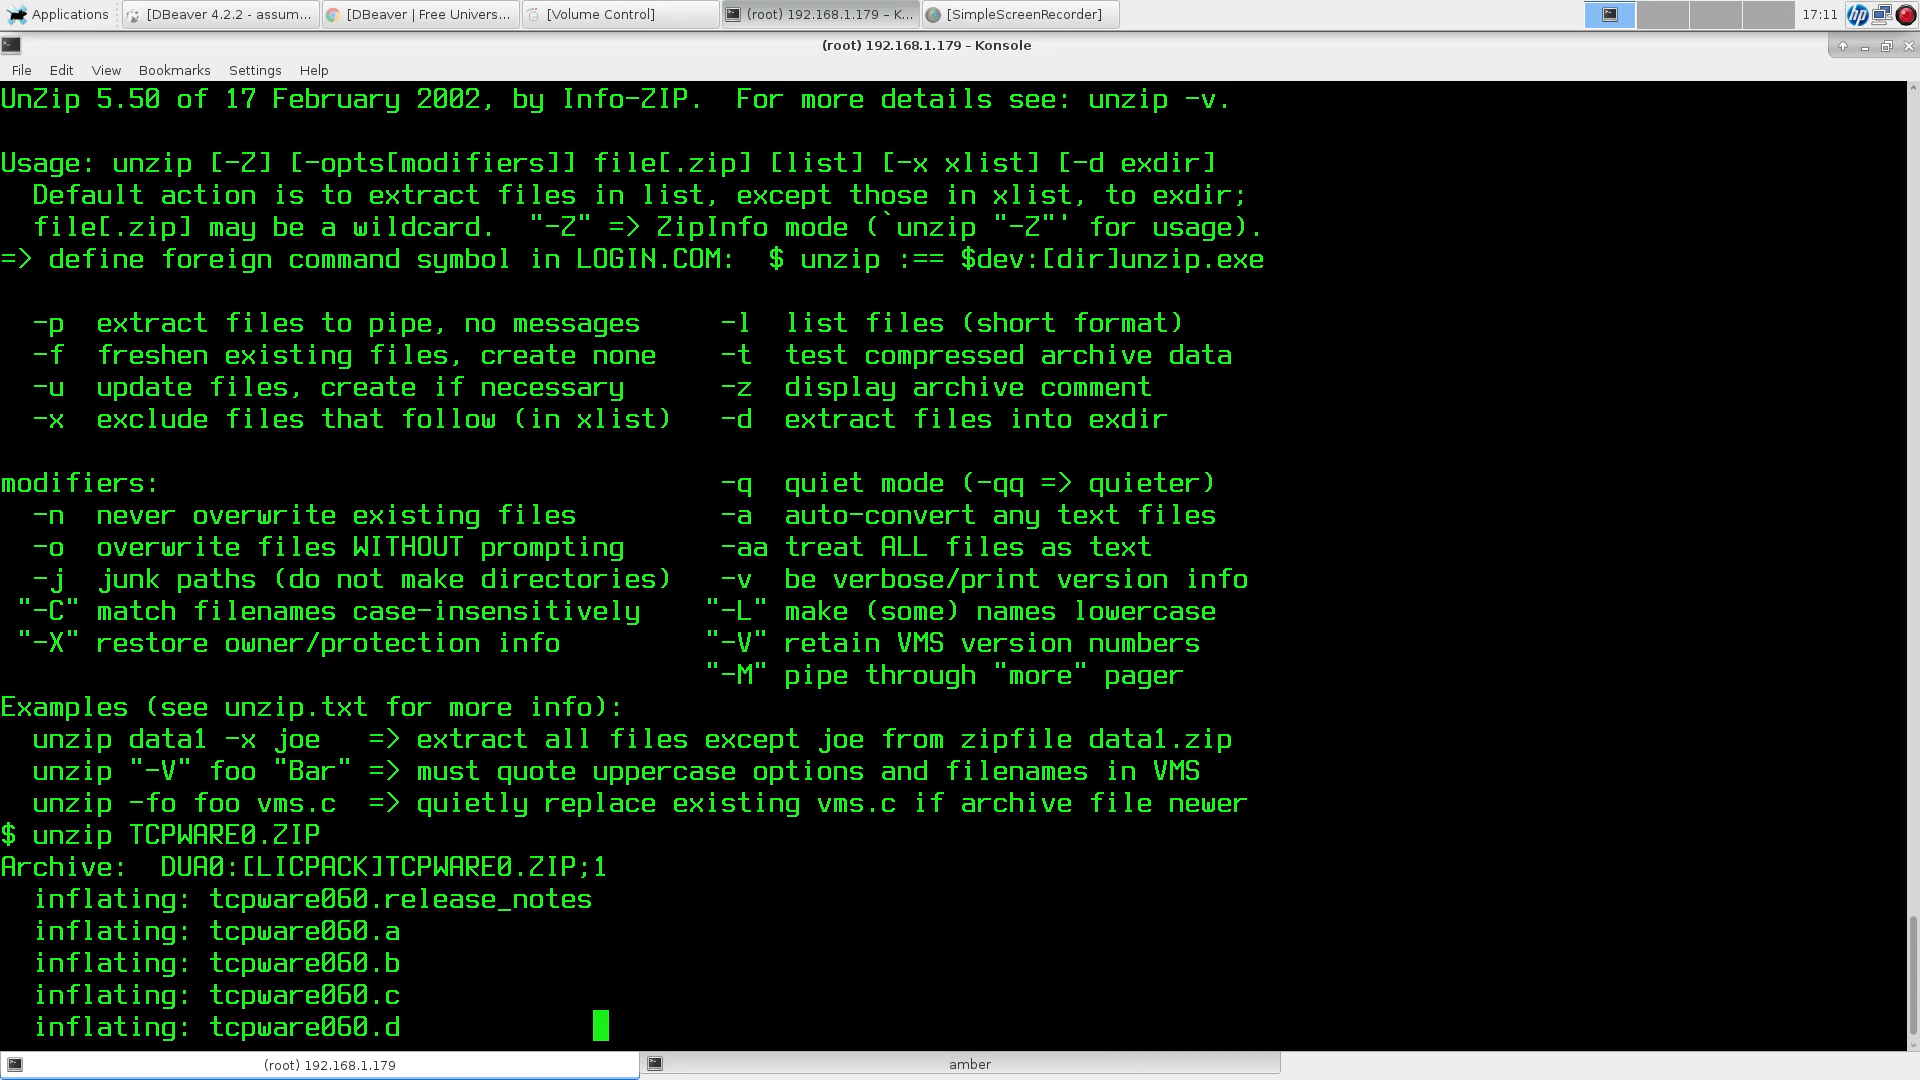 Applications [DBeaver 4.2.2 - assum... [DBeaver | Free Univers... [Volume Control] (root) 192.168.1.179 – K... [SimpleScreenRecorder] 17:11 hp
(root) 192.168.1.179 – Konsole
File Edit View Bookmarks Settings Help
UnZip 5.50 of 17 February 2002, by Info-ZIP.  For more details see: unzip -v.

Usage: unzip [-Z] [-opts[modifiers]] file[.zip] [list] [-x xlist] [-d exdir]
  Default action is to extract files in list, except those in xlist, to exdir;
  file[.zip] may be a wildcard.  "-Z" => ZipInfo mode (`unzip "-Z"' for usage).
=> define foreign command symbol in LOGIN.COM:  $ unzip :== $dev:[dir]unzip.exe

  -p  extract files to pipe, no messages     -l  list files (short format)
  -f  freshen existing files, create none    -t  test compressed archive data
  -u  update files, create if necessary      -z  display archive comment
  -x  exclude files that follow (in xlist)   -d  extract files into exdir

modifiers:                                   -q  quiet mode (-qq => quieter)
  -n  never overwrite existing files         -a  auto-convert any text files
  -o  overwrite files WITHOUT prompting      -aa treat ALL files as text
  -j  junk paths (do not make directories)   -v  be verbose/print version info
 "-C" match filenames case-insensitively    "-L" make (some) names lowercase
 "-X" restore owner/protection info         "-V" retain VMS version numbers
                                            "-M" pipe through "more" pager
Examples (see unzip.txt for more info):
  unzip data1 -x joe   => extract all files except joe from zipfile data1.zip
  unzip "-V" foo "Bar" => must quote uppercase options and filenames in VMS
  unzip -fo foo vms.c  => quietly replace existing vms.c if archive file newer
$ unzip TCPWARE0.ZIP
Archive:  DUA0:[LICPACK]TCPWARE0.ZIP;1
  inflating: tcpware060.release_notes
  inflating: tcpware060.a
  inflating: tcpware060.b
  inflating: tcpware060.c
  inflating: tcpware060.d
(root) 192.168.1.179 amber